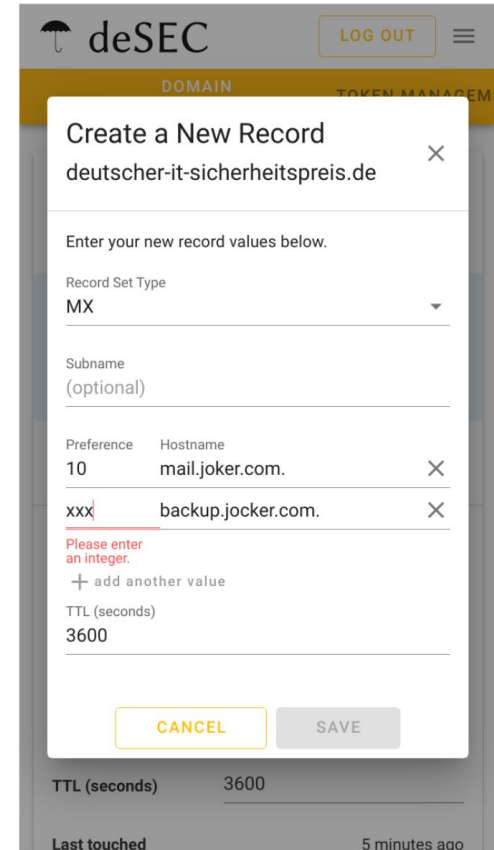 deSEC
LOG OUT
DOMAIN
TOKEN MANAGEM
Create a New Record
deutscher-it-sicherheitspreis.de
Enter your new record values below.
Record Set Type
MX
Subname
(optional)
Preference Hostname
10 mail.joker.com.
xxx backup.jocker.com.
Please enter
an integer.
+ add another value
TTL (seconds)
3600
CANCEL SAVE
TTL (seconds) 3600
Last touched 5 minutes ago